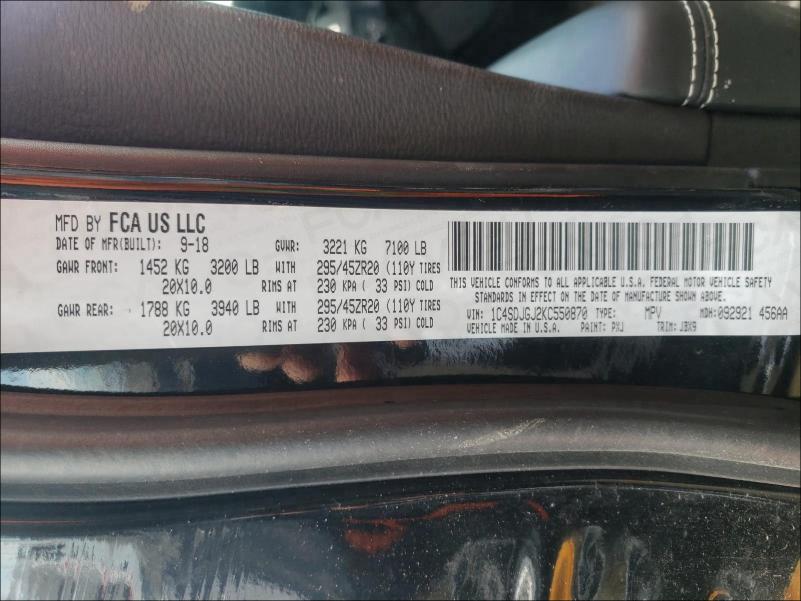 MFD BY FCA US LLC
DATE OF MFR(BUILT): 9-18 GVWR: 3221 KG 7100 LB
GAWR FRONT: 1452 KG 3200 LB WITH 295/45ZR20 (110Y TIRES
20X10.0 RIMS AT 230 KPA ( 33 PSI) COLD
GAWR REAR: 1788 KG 3940 LB WITH 295/45ZR20 (110Y TIRES
20X10.0 RIMS AT 230 KPA ( 33 PSI) COLD
THIS VEHICLE CONFORMS TO ALL APPLICABLE U.S.A. FEDERAL MOTOR VEHICLE SAFETY
STANDARDS IN EFFECT ON THE DATE OF MANUFACTURE SHOWN ABOVE.
VIN: 1C4SDJGJ2KC550870 TYPE: MPV MDH: 092921 456AA
VEHICLE MADE IN U.S.A. PAINT: PXJ TRIM: JBX9